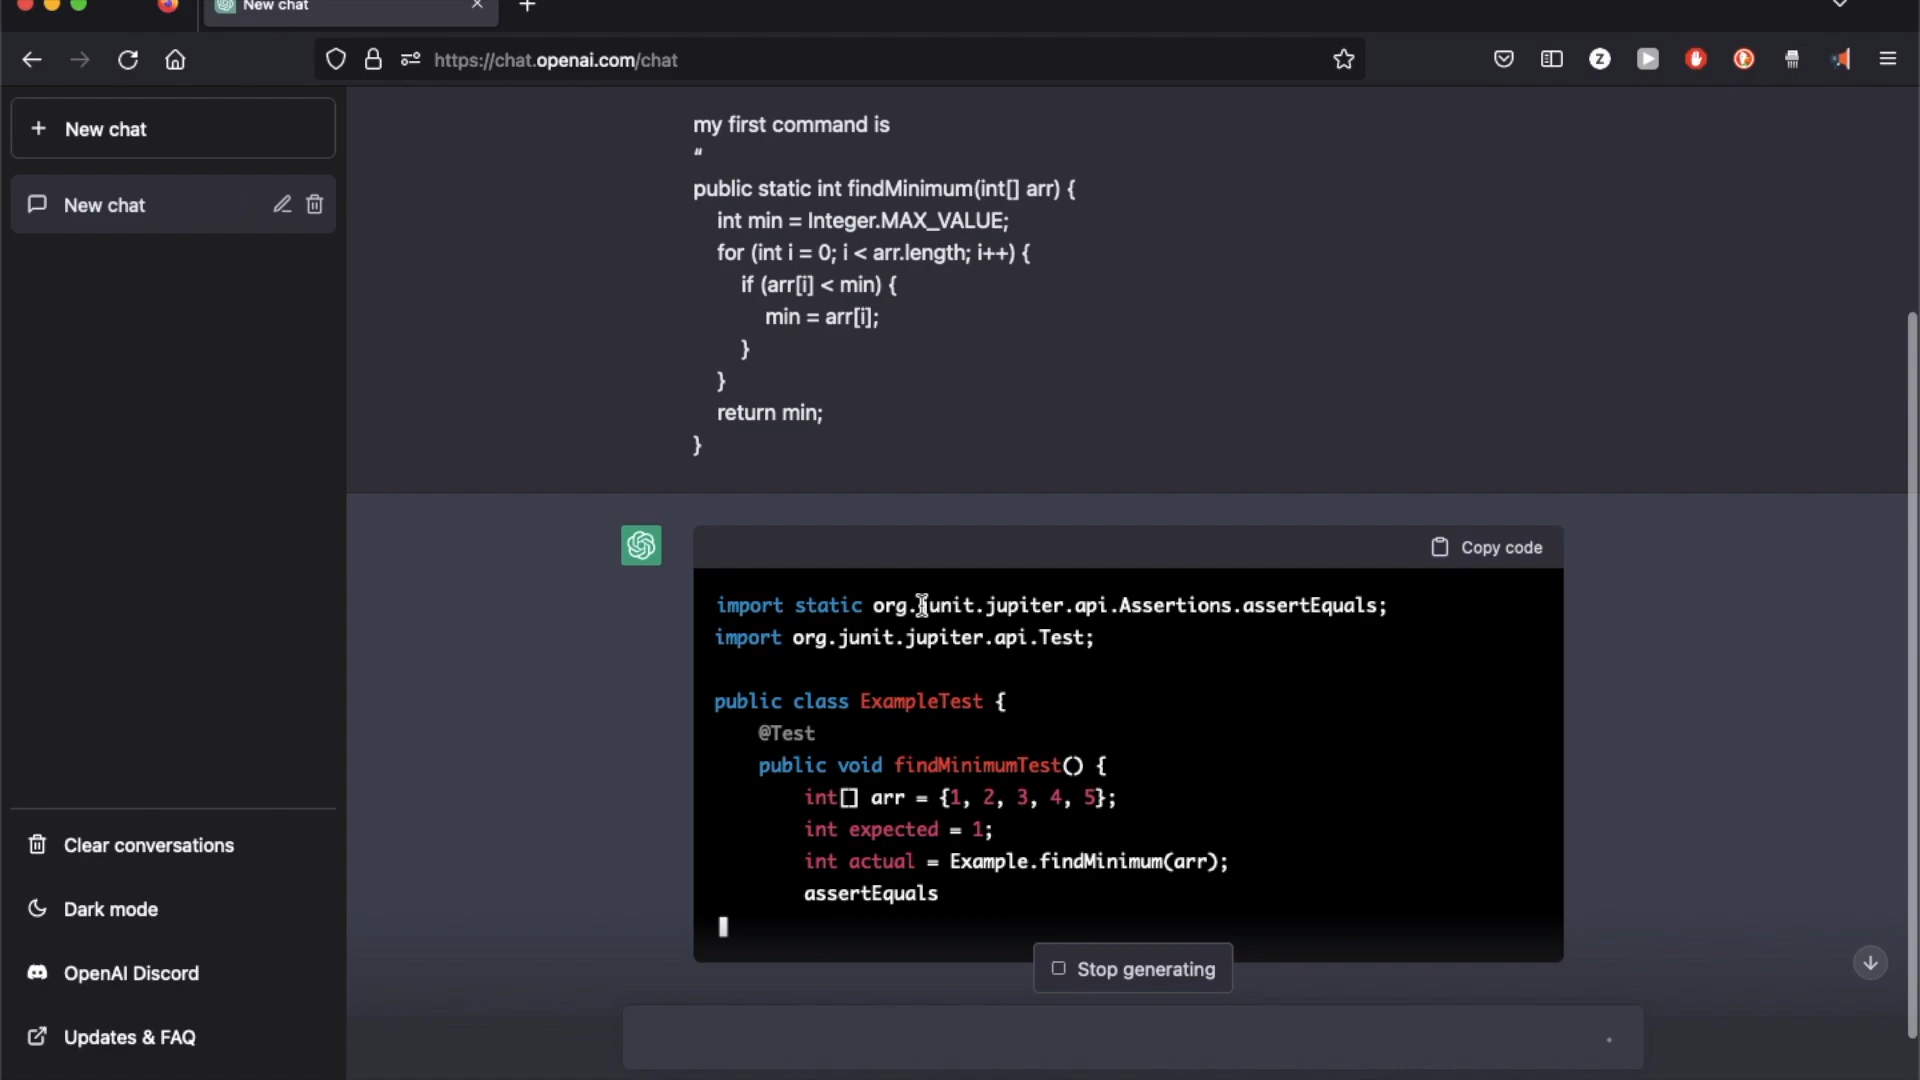 New chat
https://chat.openai.com/chat
Z
New chat
New chat
Clear conversations
Dark mode
OpenAI Discord
Updates & FAQ
my first command is
“
public static int findMinimum(int[] arr) {
    int min = Integer.MAX_VALUE;
    for (int i = 0; i < arr.length; i++) {
        if (arr[i] < min) {
            min = arr[i];
        }
    }
    return min;
}
Copy code
import static org.junit.jupiter.api.Assertions.assertEquals;
import org.junit.jupiter.api.Test;
public class ExampleTest {
    @Test
    public void findMinimumTest() {
        int[] arr = {1, 2, 3, 4, 5};
        int expected = 1;
        int actual = Example.findMinimum(arr);
        assertEquals
Stop generating